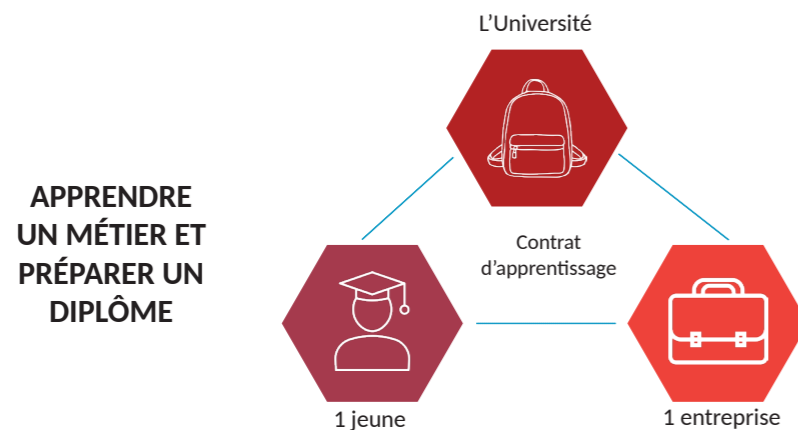 APPRENDRE
UN MÉTIER ET
PRÉPARER UN
DIPLÔME
L'Université
Contrat
d'apprentissage
1 jeune
1 entreprise